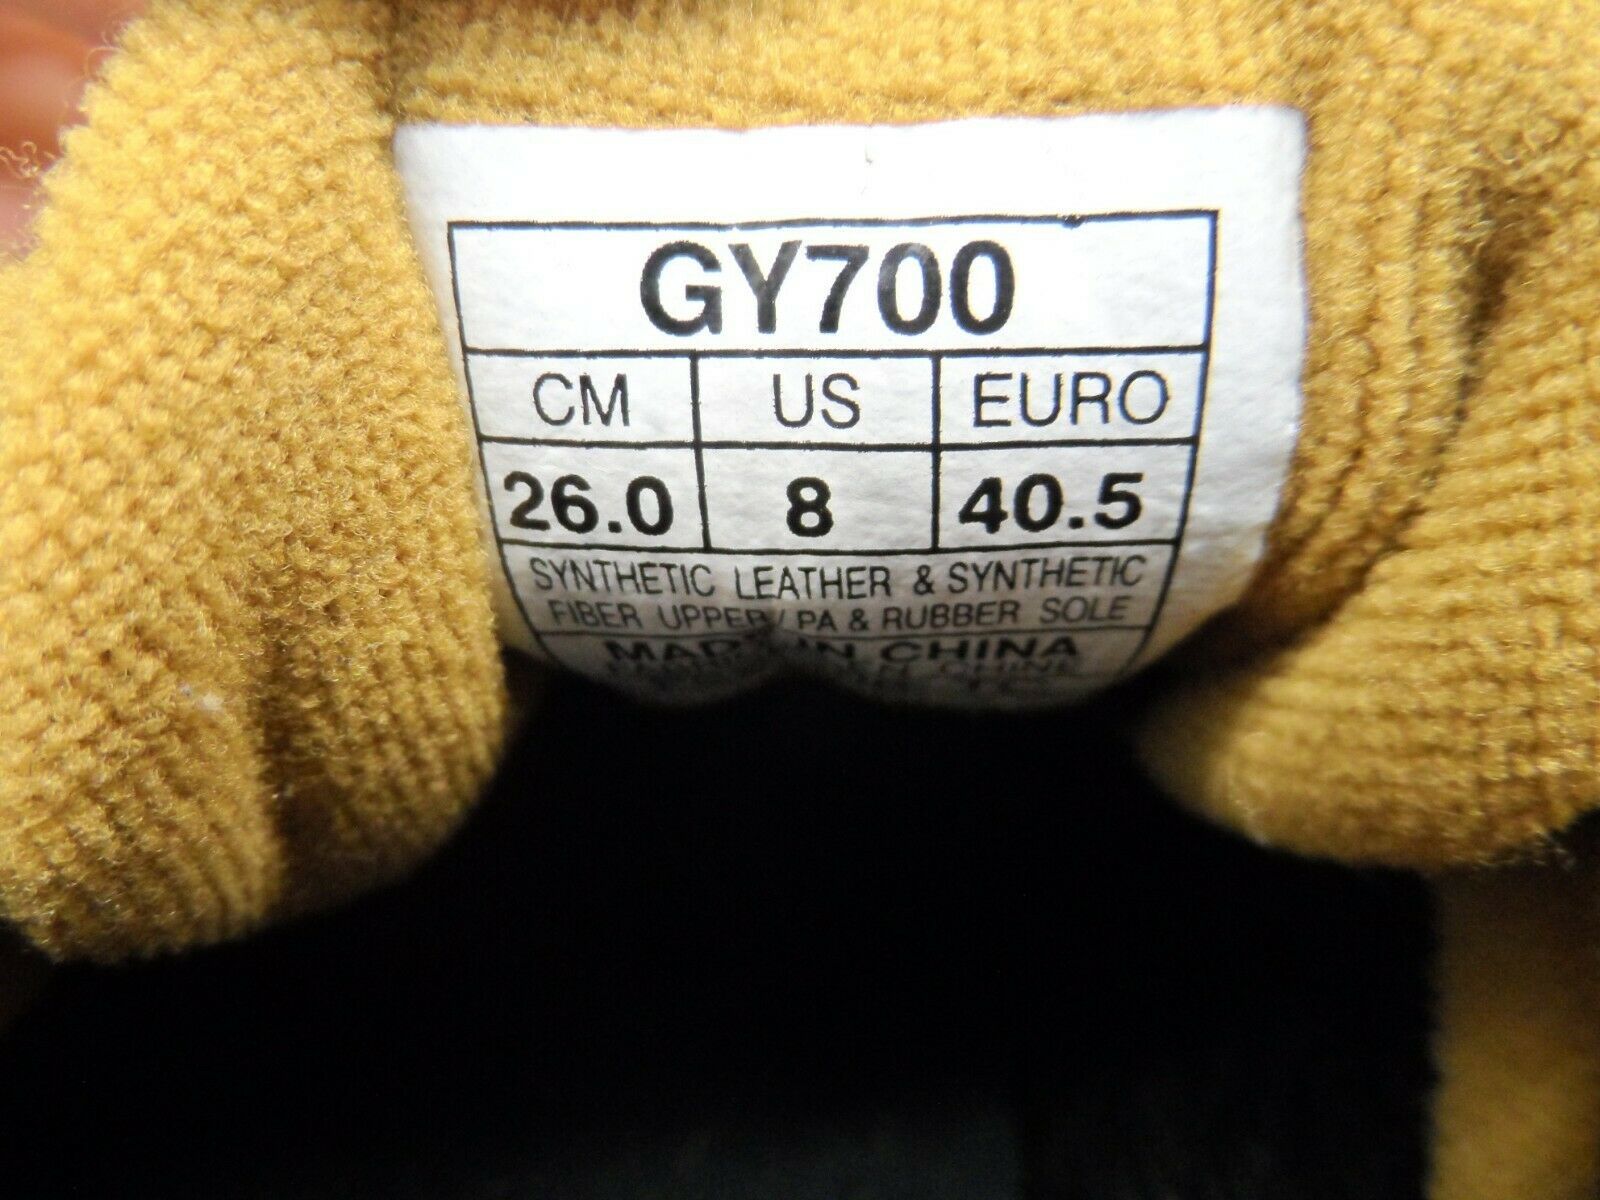 GY700
CM US EURO
26.0 8 40.5
SYNTHETIC LEATHER & SYNTHETIC
FIBER UPPER / PA & RUBBER SOLE
MADE IN CHINA